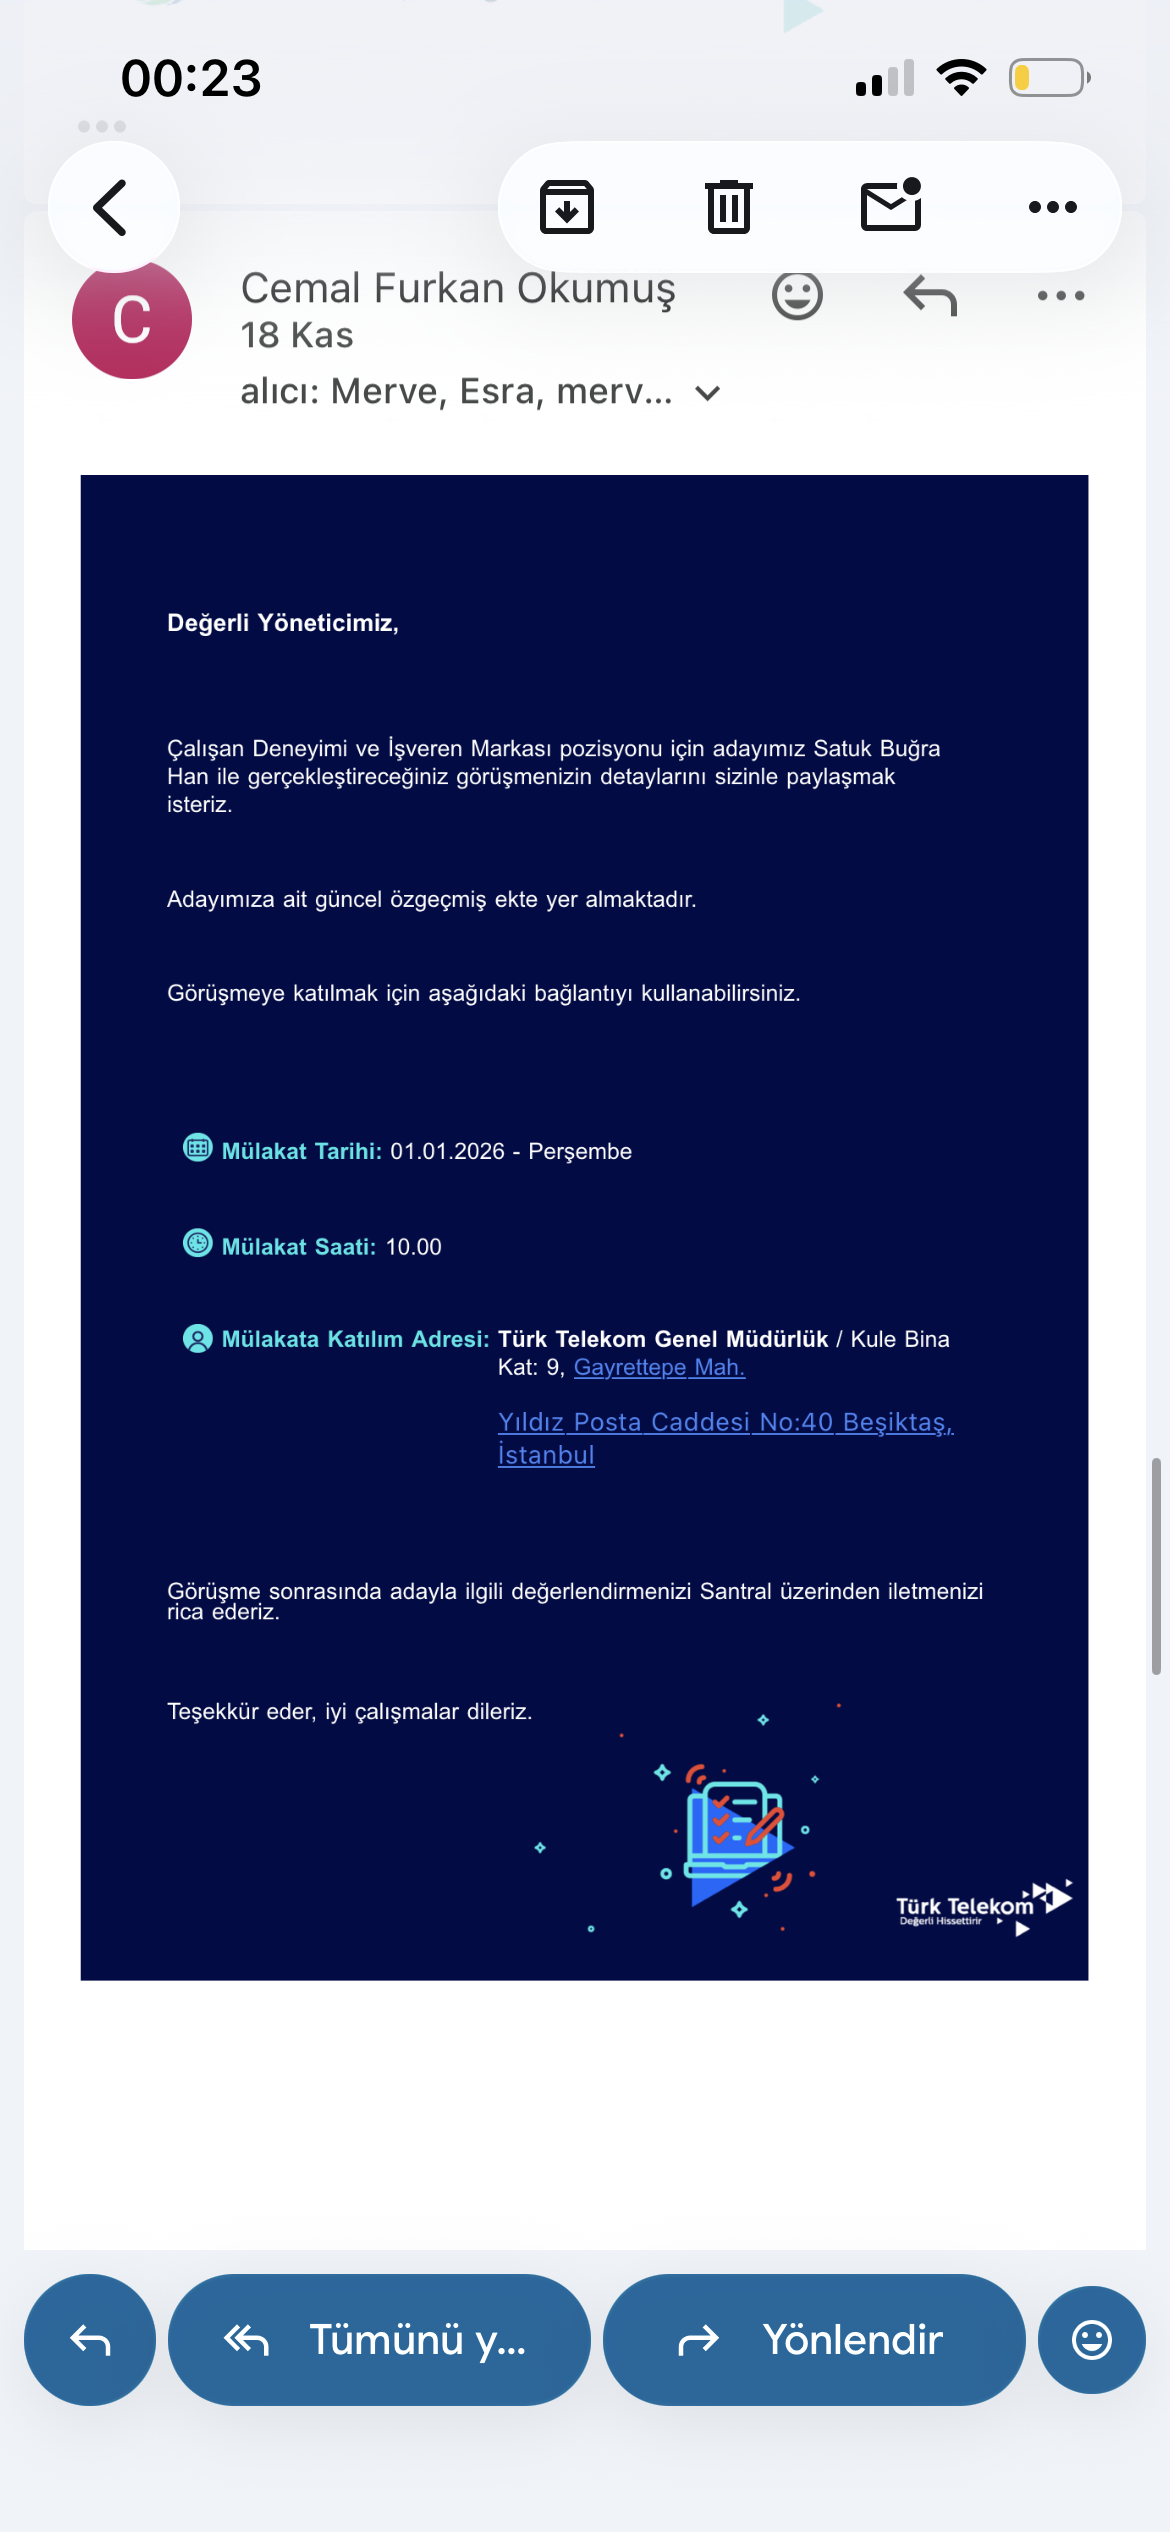 00:23
C
Cemal Furkan Okumuş
18 Kas
alıcı: Merve, Esra, merv...
Değerli Yöneticimiz,
Çalışan Deneyimi ve İşveren Markası pozisyonu için adayımız Satuk Buğra
Han ile gerçekleştireceğiniz görüşmenizin detaylarını sizinle paylaşmak
isteriz.
Adayımıza ait güncel özgeçmiş ekte yer almaktadır.
Görüşmeye katılmak için aşağıdaki bağlantıyı kullanabilirsiniz.
Mülakat Tarihi: 01.01.2026 - Perşembe
Mülakat Saati: 10.00
Mülakata Katılım Adresi: Türk Telekom Genel Müdürlük / Kule Bina
Kat: 9, Gayrettepe Mah.
Yıldız Posta Caddesi No:40 Beşiktaş,
İstanbul
Görüşme sonrasında adayla ilgili değerlendirmenizi Santral üzerinden iletmenizi
rica ederiz.
Teşekkür eder, iyi çalışmalar dileriz.
Türk Telekom
Değerli Hissettirir
Tümünü y...
Yönlendir